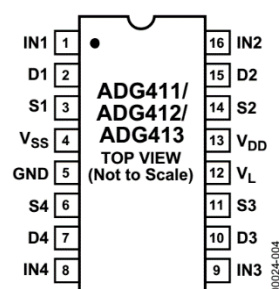 IN1 1 16 IN2
D1 2 15 D2
S1 3 14 S2
VSS 4 13 VDD
GND 5 12 VL
S4 6 11 S3
D4 7 10 D3
IN4 8 9 IN3
ADG411/
ADG412/
ADG413
TOP VIEW
(Not to Scale)
00024-004